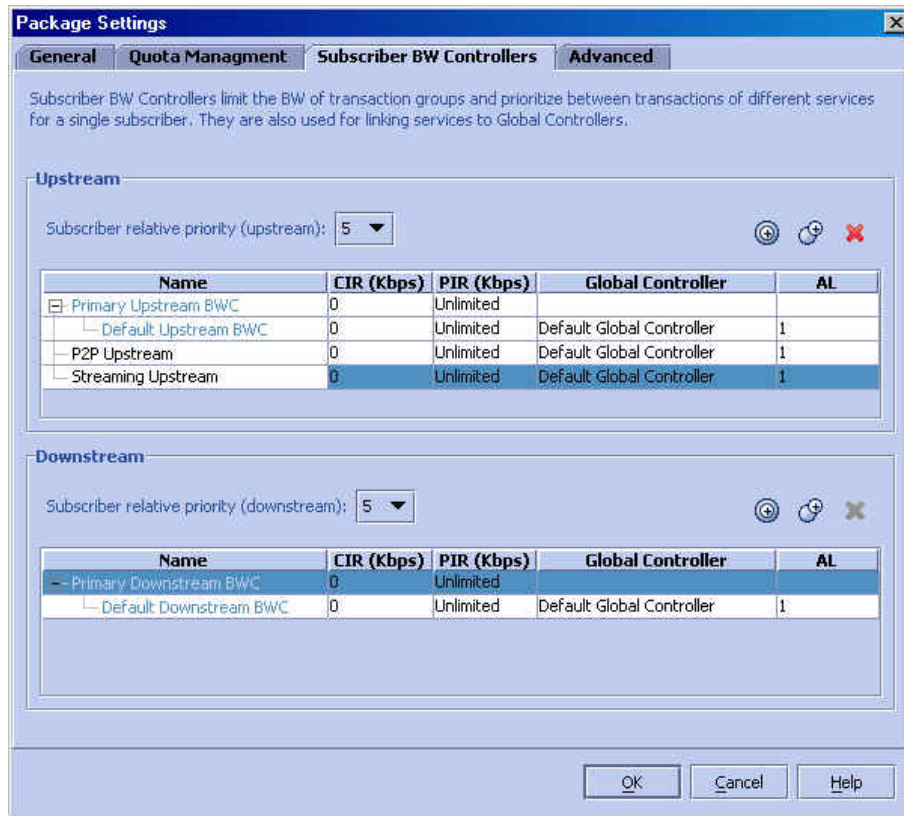 Package Settings
General Quota Managment Subscriber BW Controllers Advanced
Subscriber BW Controllers limit the BW of transaction groups and prioritize between transactions of different services
for a single subscriber. They are also used for linking services to Global Controllers.
Upstream
Subscriber relative priority (upstream): 5
Name CIR (Kbps) PIR (Kbps) Global Controller AL
Primary Upstream BWC 0 Unlimited
Default Upstream BWC 0 Unlimited Default Global Controller 1
P2P Upstream 0 Unlimited Default Global Controller 1
Streaming Upstream 0 Unlimited Default Global Controller 1
Downstream
Subscriber relative priority (downstream): 5
Name CIR (Kbps) PIR (Kbps) Global Controller AL
Primary Downstream BWC 0 Unlimited
Default Downstream BWC 0 Unlimited Default Global Controller 1
OK Cancel Help